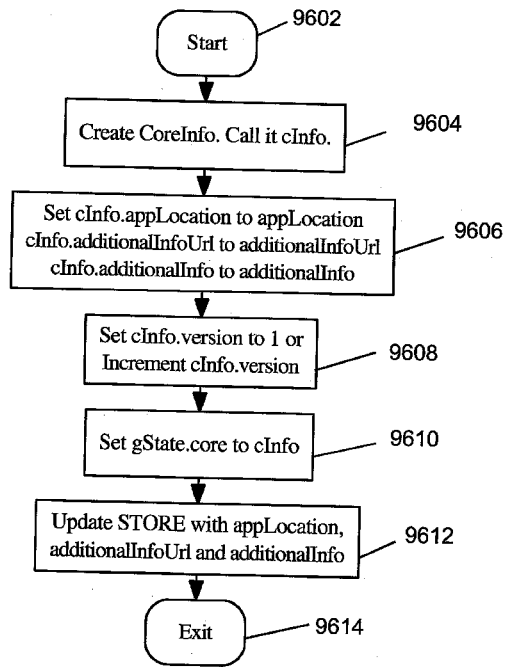 9602
Start
Create CoreInfo. Call it cInfo.
9604
Set cInfo.appLocation to appLocation
cInfo.additionalInfoUrl to additionalInfoUrl
cInfo.additionalInfo to additionalInfo
9606
Set cInfo.version to 1 or
Increment cInfo.version
9608
Set gState.core to cInfo
9610
Update STORE with appLocation,
additionalInfoUrl and additionalInfo
9612
Exit
9614